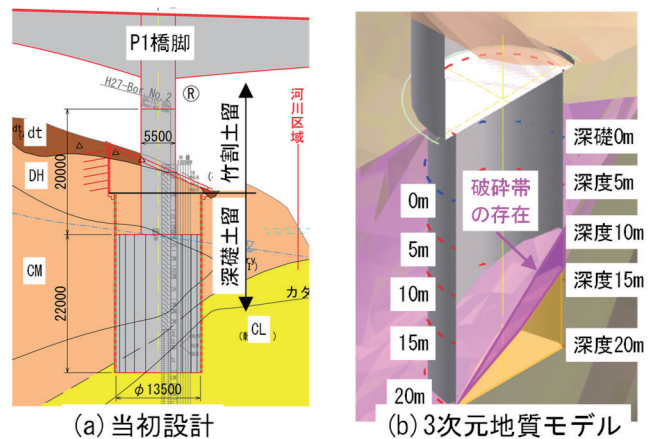 P1橋脚
H27-Bor No.2
Ⓡ
5500
竹割土留
河川区域
dt
dt
DH
20000
深礎土留
CM
22000
CL
カタ
φ13500
(a) 当初設計
深礎0m
深度5m
破砕帯
の存在
深度10m
深度15m
深度20m
0m
5m
10m
15m
20m
(b) 3次元地質モデル